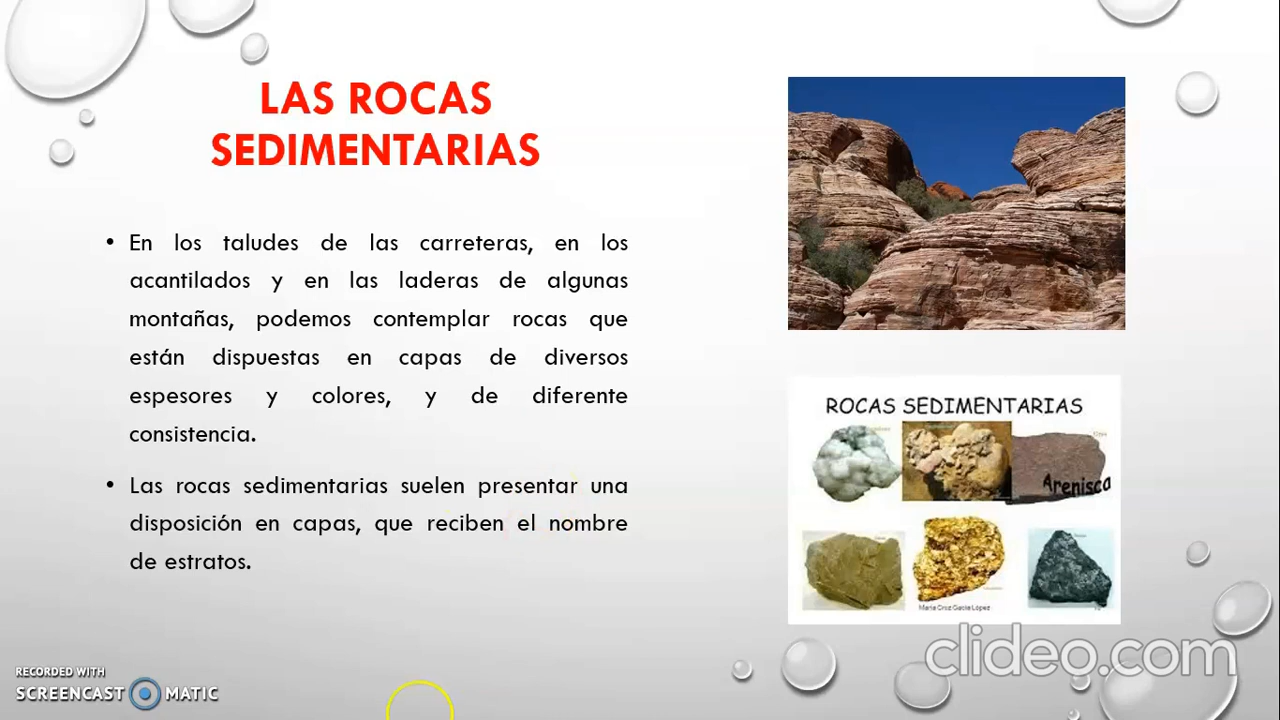 LAS ROCAS
SEDIMENTARIAS
• En los taludes de las carreteras, en los
acantilados y en las laderas de algunas
montañas, podemos contemplar rocas que
están dispuestas en capas de diversos
espesores y colores, y de diferente
consistencia.
• Las rocas sedimentarias suelen presentar una
disposición en capas, que reciben el nombre
de estratos.
ROCAS SEDIMENTARIAS
Arenisca
María Cruz García López
clideo.com
RECORDED WITH
SCREENCAST MATIC